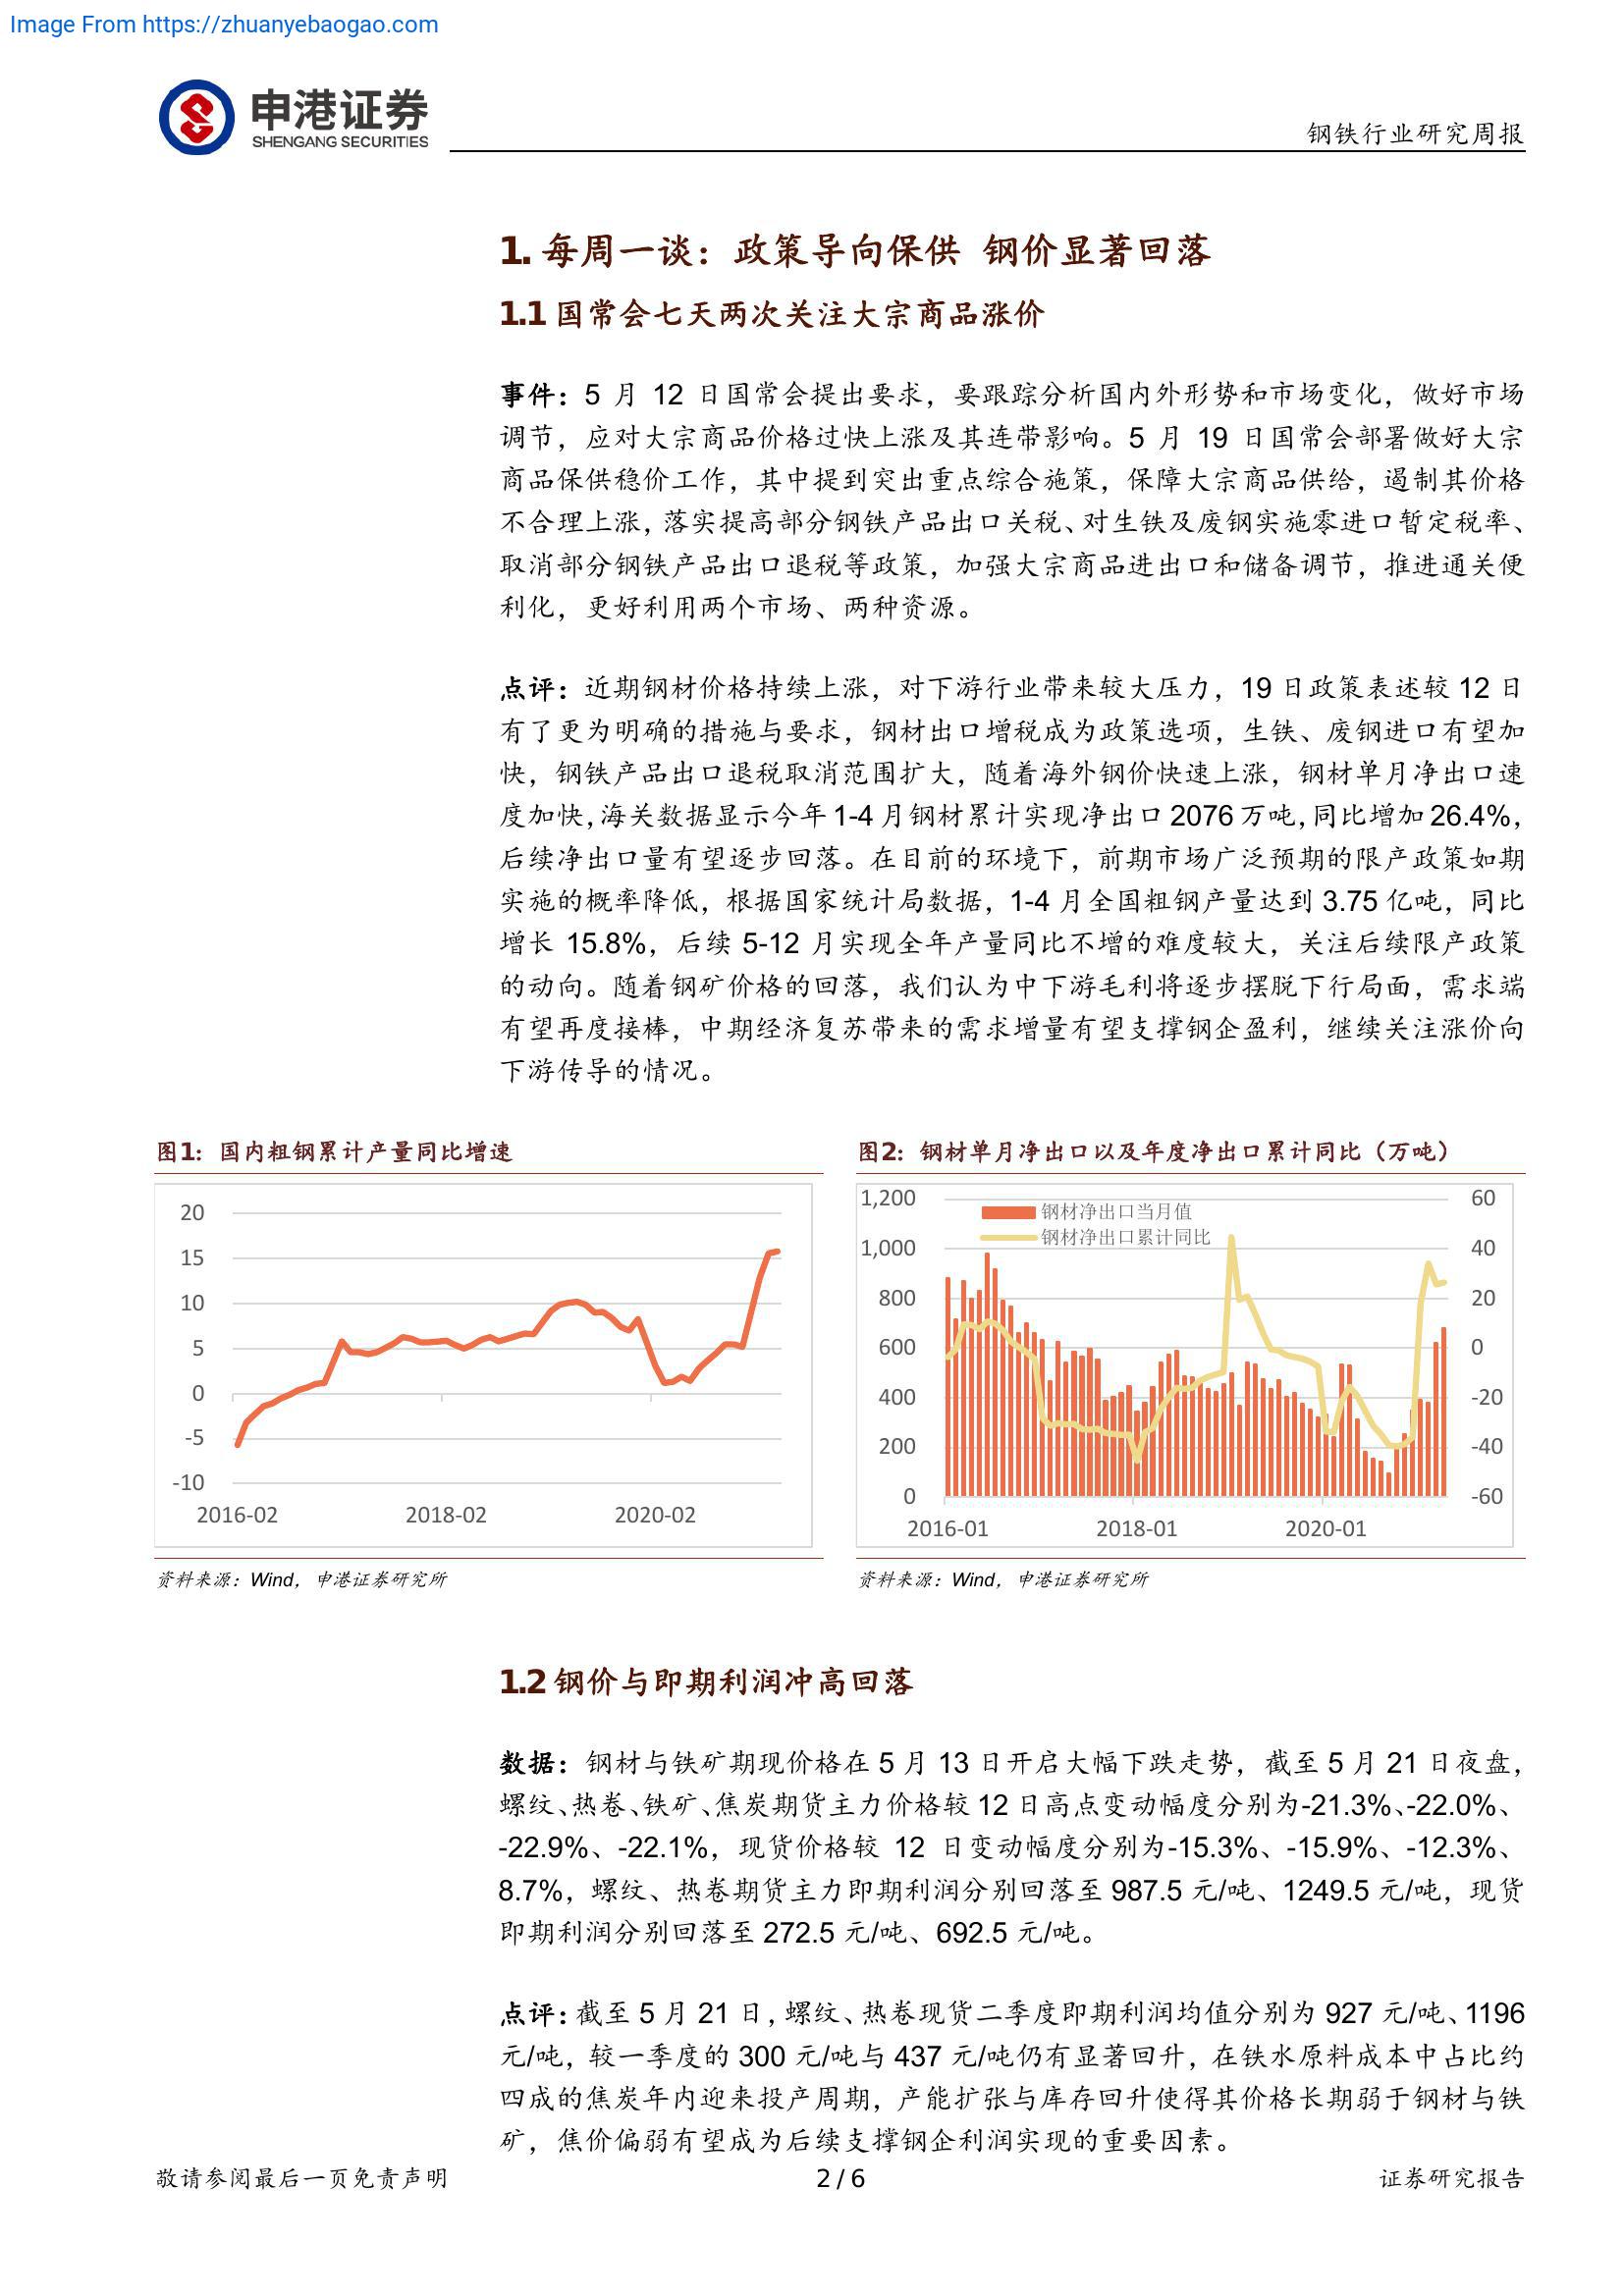 Image From https://zhuanyebaogao.com
申港证券
SHENGANG SECURITIES
钢铁行业研究周报
1. 每周一谈：政策导向保供 钢价显著回落
1.1 国常会七天两次关注大宗商品涨价
事件：5 月 12 日国常会提出要求，要跟踪分析国内外形势和市场变化，做好市场
调节，应对大宗商品价格过快上涨及其连带影响。5 月 19 日国常会部署做好大宗
商品保供稳价工作，其中提到突出重点综合施策，保障大宗商品供给，遏制其价格
不合理上涨，落实提高部分钢铁产品出口关税、对生铁及废钢实施零进口暂定税率、
取消部分钢铁产品出口退税等政策，加强大宗商品进出口和储备调节，推进通关便
利化，更好利用两个市场、两种资源。
点评：近期钢材价格持续上涨，对下游行业带来较大压力，19 日政策表述较 12 日
有了更为明确的措施与要求，钢材出口增税成为政策选项，生铁、废钢进口有望加
快，钢铁产品出口退税取消范围扩大，随着海外钢价快速上涨，钢材单月净出口速
度加快，海关数据显示今年 1-4 月钢材累计实现净出口 2076 万吨，同比增加 26.4%，
后续净出口量有望逐步回落。在目前的环境下，前期市场广泛预期的限产政策如期
实施的概率降低，根据国家统计局数据，1-4 月全国粗钢产量达到 3.75 亿吨，同比
增长 15.8%，后续 5-12 月实现全年产量同比不增的难度较大，关注后续限产政策
的动向。随着钢矿价格的回落，我们认为中下游毛利将逐步摆脱下行局面，需求端
有望再度接棒，中期经济复苏带来的需求增量有望支撑钢企盈利，继续关注涨价向
下游传导的情况。
图1：国内粗钢累计产量同比增速
20
15
10
5
0
-5
-10
2016-02 2018-02 2020-02
资料来源：Wind，申港证券研究所
图2：钢材单月净出口以及年度净出口累计同比（万吨）
钢材净出口当月值
钢材净出口累计同比
1,200 60
1,000 40
800 20
600 0
400 -20
200 -40
0 -60
2016-01 2018-01 2020-01
资料来源：Wind，申港证券研究所
1.2 钢价与即期利润冲高回落
数据：钢材与铁矿期现价格在 5 月 13 日开启大幅下跌走势，截至 5 月 21 日夜盘，
螺纹、热卷、铁矿、焦炭期货主力价格较 12 日高点变动幅度分别为-21.3%、-22.0%、
-22.9%、-22.1%，现货价格较 12 日变动幅度分别为-15.3%、-15.9%、-12.3%、
8.7%，螺纹、热卷期货主力即期利润分别回落至 987.5 元/吨、1249.5 元/吨，现货
即期利润分别回落至 272.5 元/吨、692.5 元/吨。
点评：截至 5 月 21 日，螺纹、热卷现货二季度即期利润均值分别为 927 元/吨、1196
元/吨，较一季度的 300 元/吨与 437 元/吨仍有显著回升，在铁水原料成本中占比约
四成的焦炭年内迎来投产周期，产能扩张与库存回升使得其价格长期弱于钢材与铁
矿，焦价偏弱有望成为后续支撑钢企利润实现的重要因素。
敬请参阅最后一页免责声明 2 / 6 证券研究报告